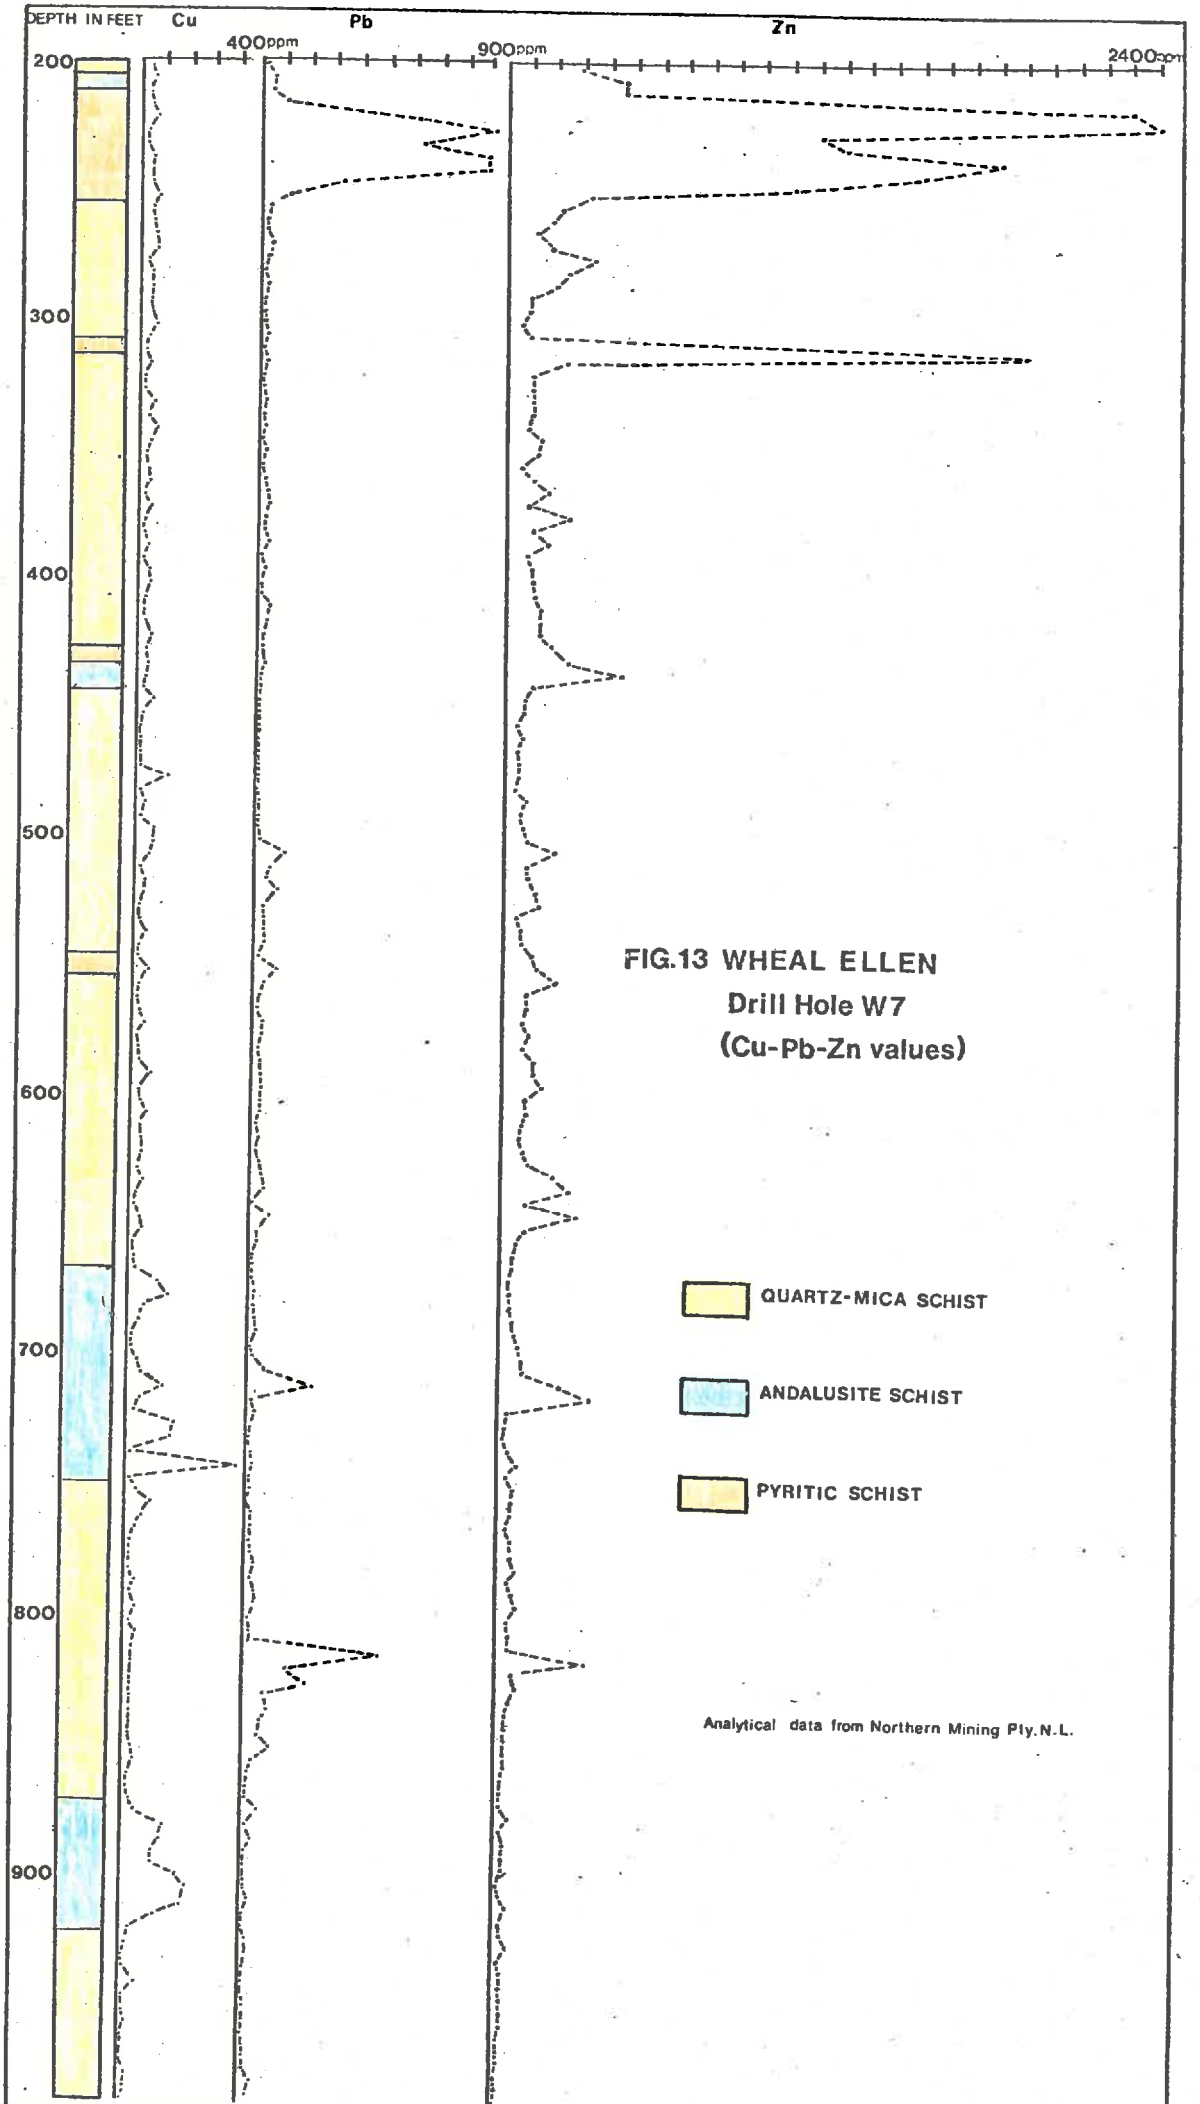 DEPTH IN FEET Cu Pb Zn
400ppm 900ppm 2400ppm
200
300
400
500
FIG.13 WHEAL ELLEN
Drill Hole W7
(Cu-Pb-Zn values)
600
QUARTZ-MICA SCHIST
700
ANDALUSITE SCHIST
PYRITIC SCHIST
800
Analytical data from Northern Mining Pty.N.L.
900